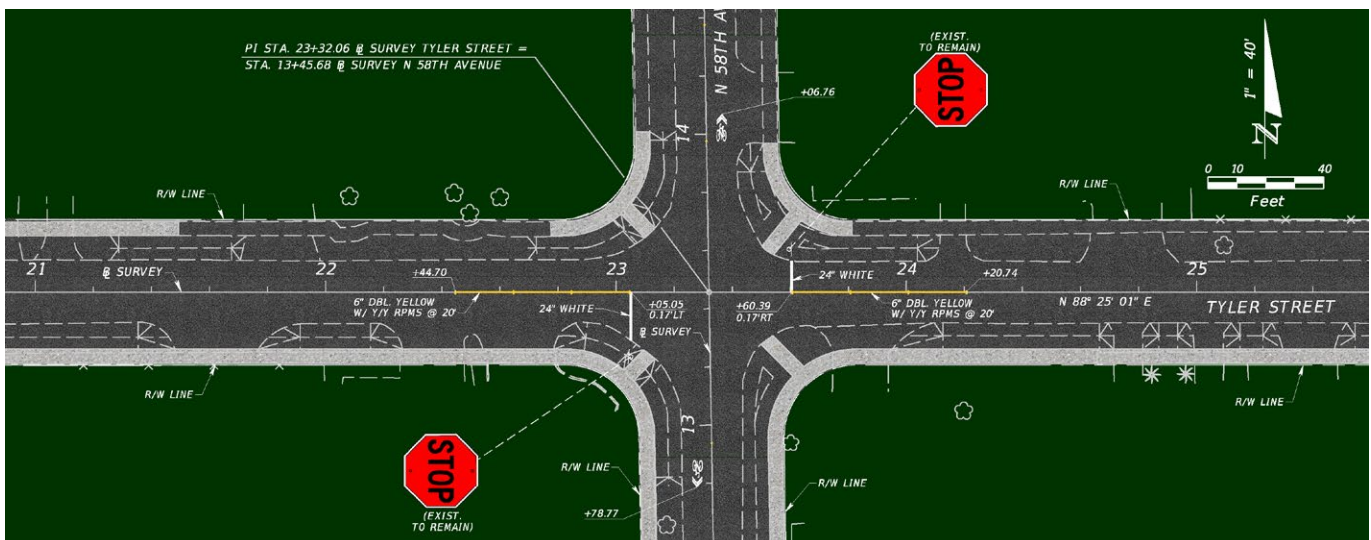 PI STA. 23+32.06 ℄ SURVEY TYLER STREET =
STA. 13+45.68 ℄ SURVEY N 58TH AVENUE
N 58TH AV
+06.76
14
(EXIST.
TO REMAIN)
STOP
1" = 40'
N
0 10 20 40
Feet
R/W LINE
R/W LINE
21
22
23
24
25
℄ SURVEY
+44.70
24" WHITE
+20.74
6" DBL. YELLOW
W/ Y/Y RPMS @ 20'
24" WHITE
+05.05
0.17'LT
+60.39
0.17'RT
6" DBL. YELLOW
W/ Y/Y RPMS @ 20'
N 88° 25' 01" E
TYLER STREET
℄ SURVEY
R/W LINE
R/W LINE
13
STOP
(EXIST.
TO REMAIN)
R/W LINE
R/W LINE
+78.77